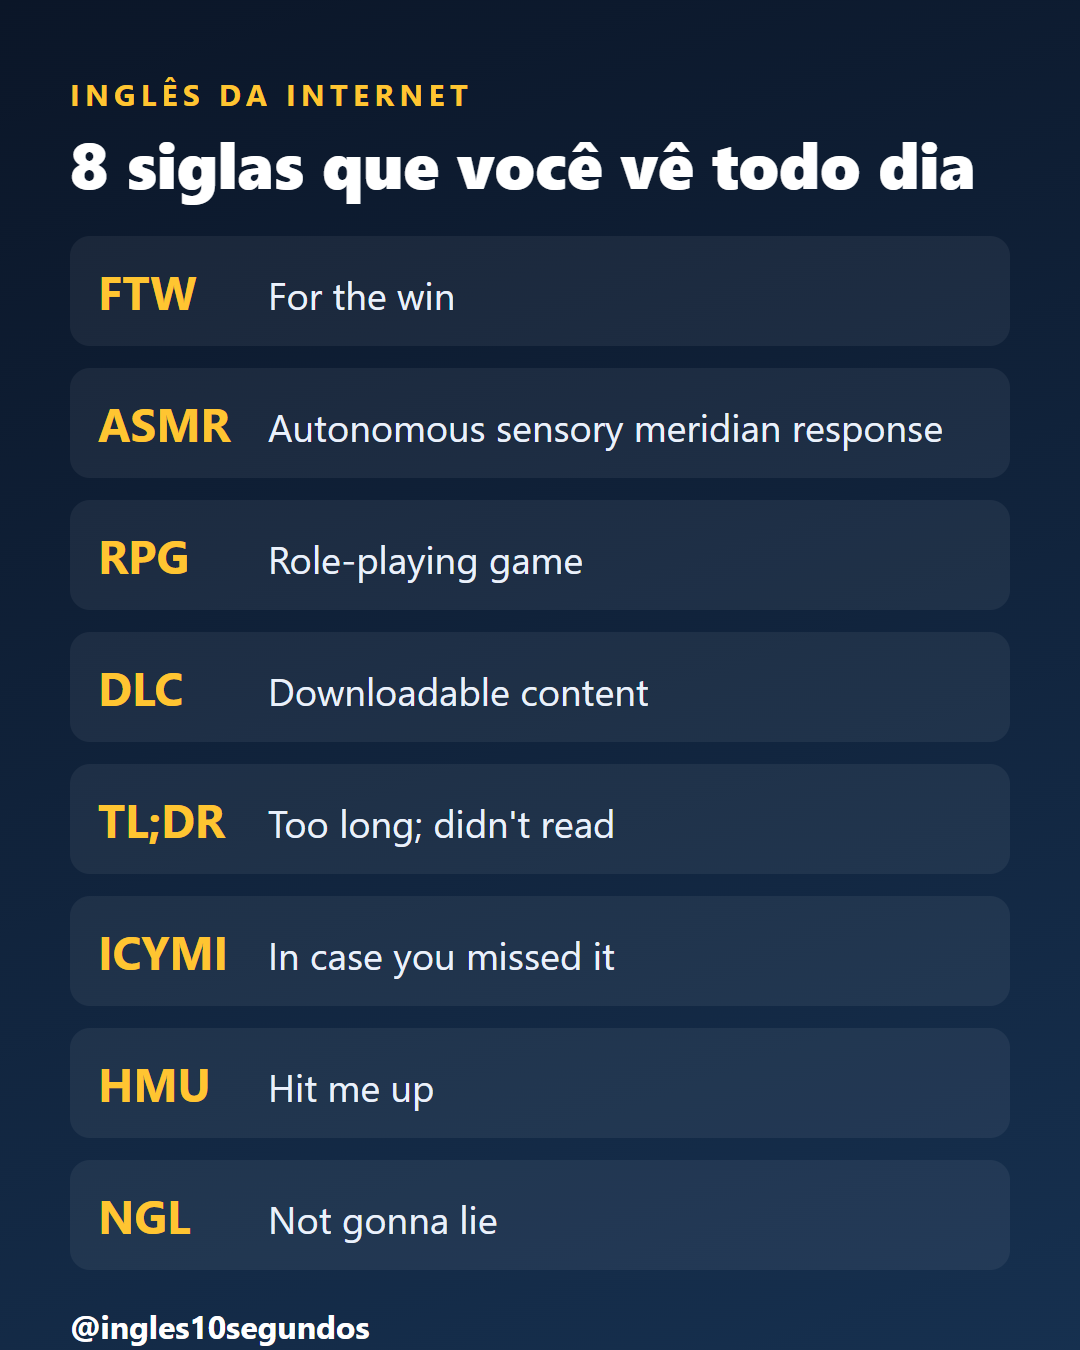 INGLÊS DA INTERNET
8 siglas que você vê todo dia
FTW For the win
ASMR Autonomous sensory meridian response
RPG Role-playing game
DLC Downloadable content
TL;DR Too long; didn't read
ICYMI In case you missed it
HMU Hit me up
NGL Not gonna lie
@ingles10segundos